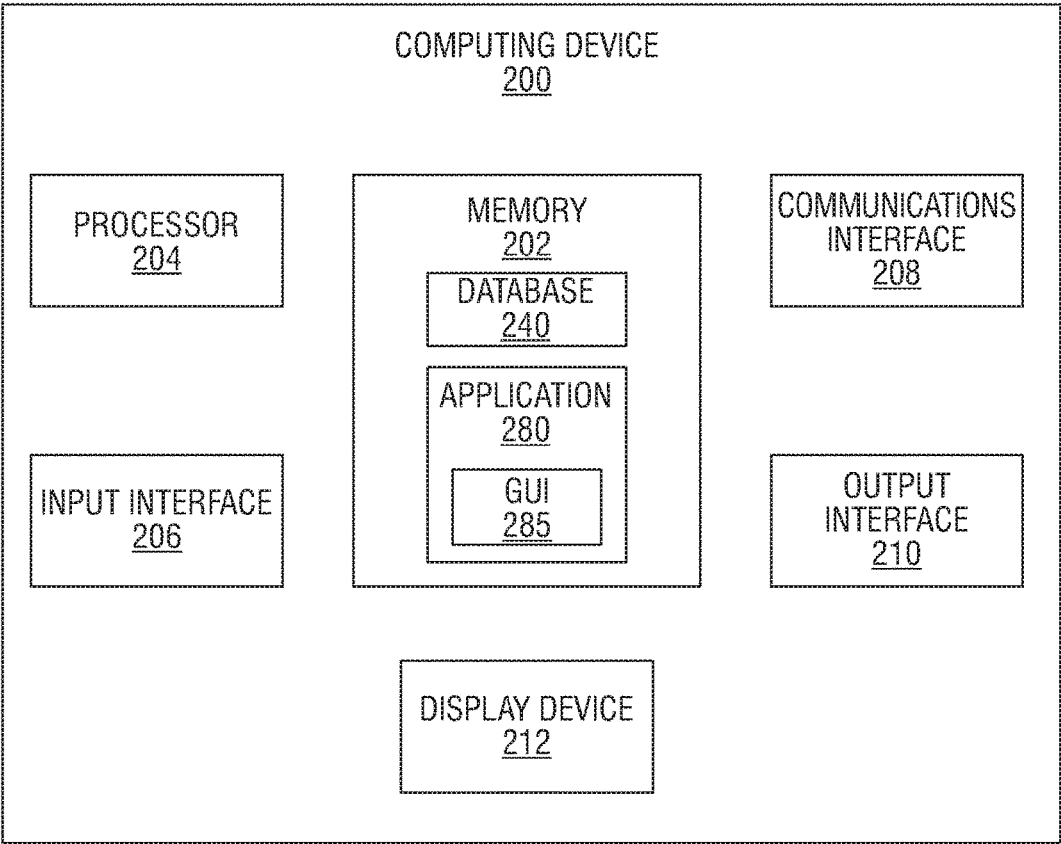 COMPUTING DEVICE
200
PROCESSOR
204
MEMORY
202
DATABASE
240
APPLICATION
280
GUI
285
COMMUNICATIONS
INTERFACE
208
INPUT INTERFACE
206
OUTPUT
INTERFACE
210
DISPLAY DEVICE
212